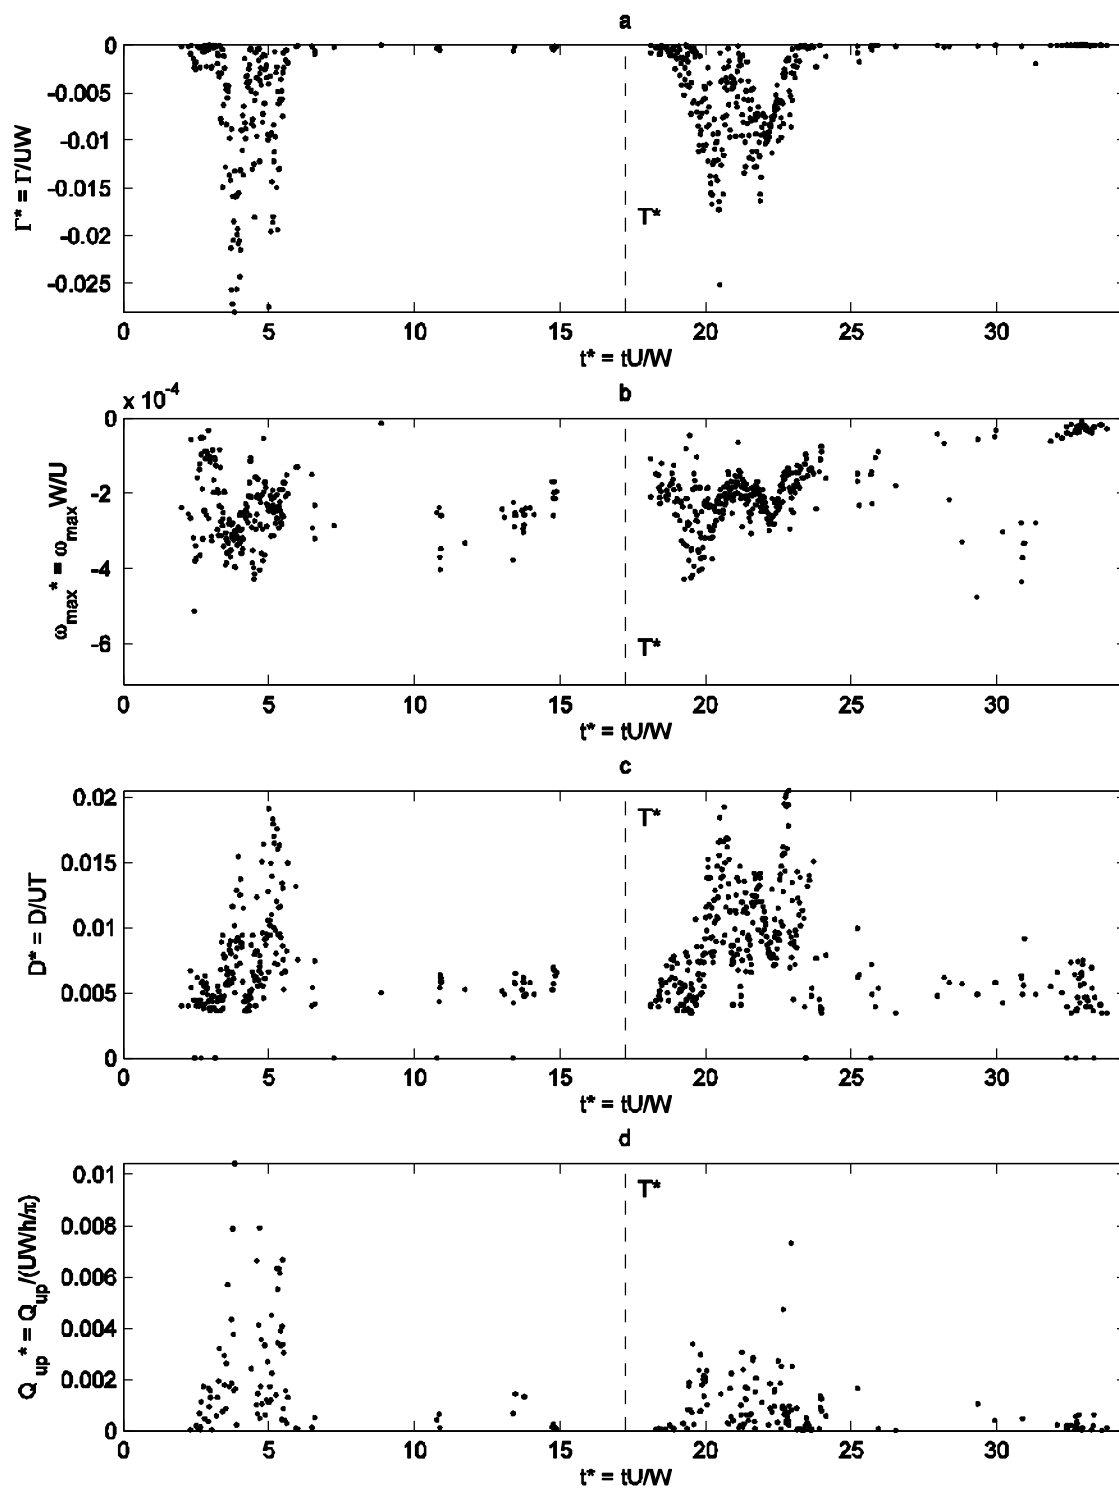 a
0
-0.005
-0.01
-0.015
-0.02
-0.025
Γ* = Γ/UW
T*
0 5 10 15 20 25 30
t* = tU/W
b
x 10^-4
0
-2
-4
-6
ω_max* = ω_max W/U
T*
0 5 10 15 20 25 30
t* = tU/W
c
0.02
0.015
0.01
0.005
0
D* = D/UT
T*
0 5 10 15 20 25 30
t* = tU/W
d
0.01
0.008
0.006
0.004
0.002
0
Q_up* = Q_up/(UWh/π)
T*
0 5 10 15 20 25 30
t* = tU/W